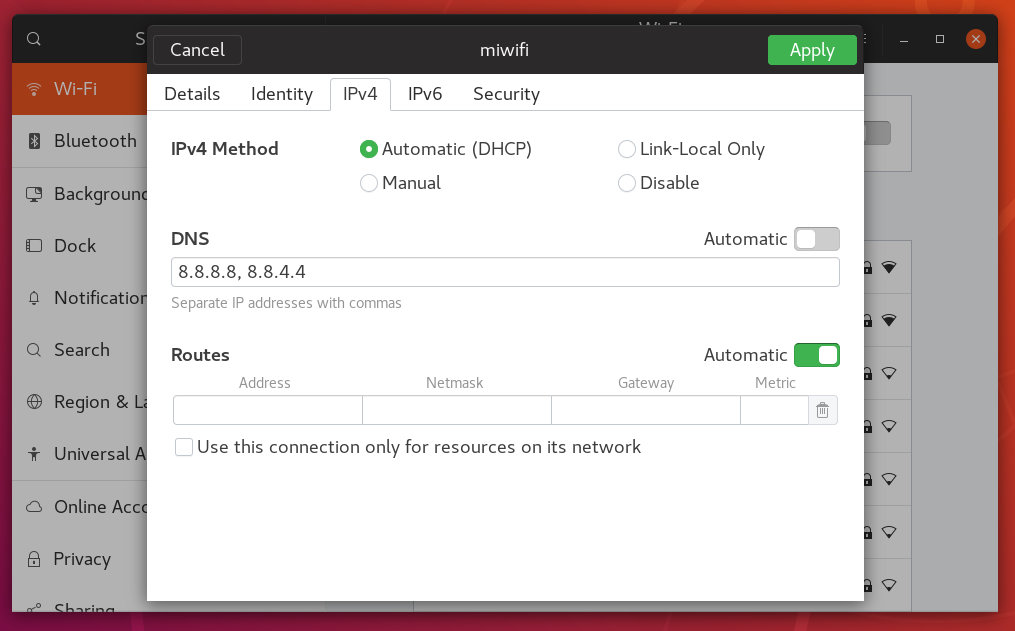 Cancel
miwifi
Apply
Wi-Fi
Details
Identity
IPv4
IPv6
Security
Bluetooth
IPv4 Method
Automatic (DHCP)
Link-Local Only
Manual
Disable
Background
Dock
DNS
Automatic
8.8.8.8, 8.8.4.4
Separate IP addresses with commas
Notification
Search
Routes
Automatic
Address
Netmask
Gateway
Metric
Region & La
Use this connection only for resources on its network
Universal A
Online Acco
Privacy
Sharing